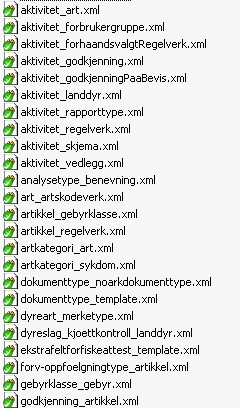 aktivitet_art.xml
aktivitet_forbrukergruppe.xml
aktivitet_forhaandsvalgtRegelverk.xml
aktivitet_godkjenning.xml
aktivitet_godkjenningPaaBevis.xml
aktivitet_landdyr.xml
aktivitet_rapporttype.xml
aktivitet_regelverk.xml
aktivitet_skjema.xml
aktivitet_vedlegg.xml
analysetype_benevning.xml
art_artskodeverk.xml
artikkel_gebyrklasse.xml
artikkel_regelverk.xml
artkategori_art.xml
artkategori_sykdom.xml
dokumenttype_noarkdokumenttype.xml
dokumenttype_template.xml
dyreart_merketype.xml
dyreslag_kjoettkontroll_landdyr.xml
ekstrafeltforfiskeattest_template.xml
forv-oppfoelgningtype_artikkel.xml
gebyrklasse_gebyr.xml
godkjenning_artikkel.xml